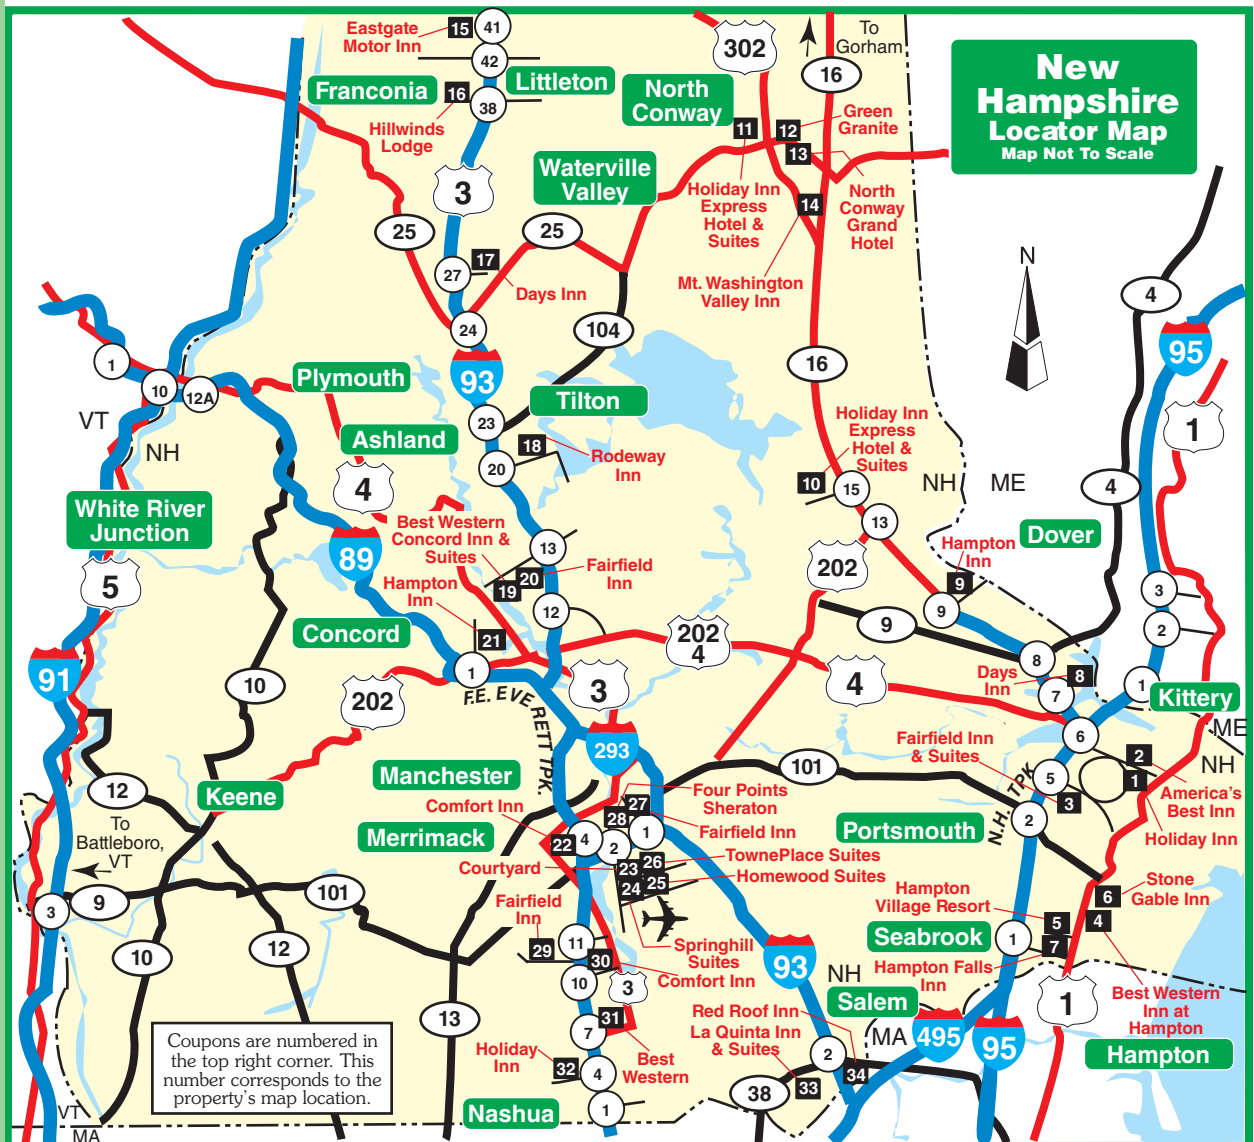 New
Hampshire
Locator Map
Map Not To Scale
Eastgate
Motor Inn
15
41
42
Franconia
Littleton
16
38
Hillwinds
Lodge
3
302
To
Gorham
16
North
Conway
11
12
Green
Granite
13
Waterville
Valley
Holiday Inn
Express
Hotel &
Suites
14
North
Conway
Grand
Hotel
25
25
17
27
Days Inn
Mt. Washington
Valley Inn
N
4
24
104
95
1
10
12A
93
16
Plymouth
Tilton
1
VT
NH
23
Ashland
18
20
Rodeway
Inn
Holiday Inn
Express
Hotel &
Suites
10
15
NH
ME
4
4
White River
Junction
13
13
Dover
Best Western
Concord Inn &
Suites
89
5
202
Hampton
Inn
9
Fairfield
Inn
20
19
Hampton
Inn
12
9
3
9
2
Concord
21
202
4
8
1
91
10
202
1
3
4
Days
Inn
8
7
1
Kittery
F.E. EVERETT TPK.
ME
293
Fairfield Inn
& Suites
6
2
NH
Manchester
101
5
1
America's
Best Inn
12
Keene
Four Points
Sheraton
3
N.H. TPK
Comfort Inn
27
28
To
Battleboro,
VT
Merrimack
4
1
Fairfield Inn
Portsmouth
2
Holiday Inn
22
2
Courtyard
23
26
TownePlace Suites
24
25
Homewood Suites
3
9
101
Fairfield
Inn
Hampton
Village Resort
5
6
Stone
Gable Inn
4
10
12
29
11
30
Springhill
Suites
Comfort Inn
93
Seabrook
1
7
Hampton Falls
Inn
NH
10
3
Salem
1
Best Western
Inn at
Hampton
13
7
31
Red Roof Inn
La Quinta Inn
& Suites
MA
495
95
Coupons are numbered in
the top right corner. This
number corresponds to the
property's map location.
Holiday
Inn
32
4
Best
Western
2
34
33
38
Hampton
VT
MA
Nashua
1